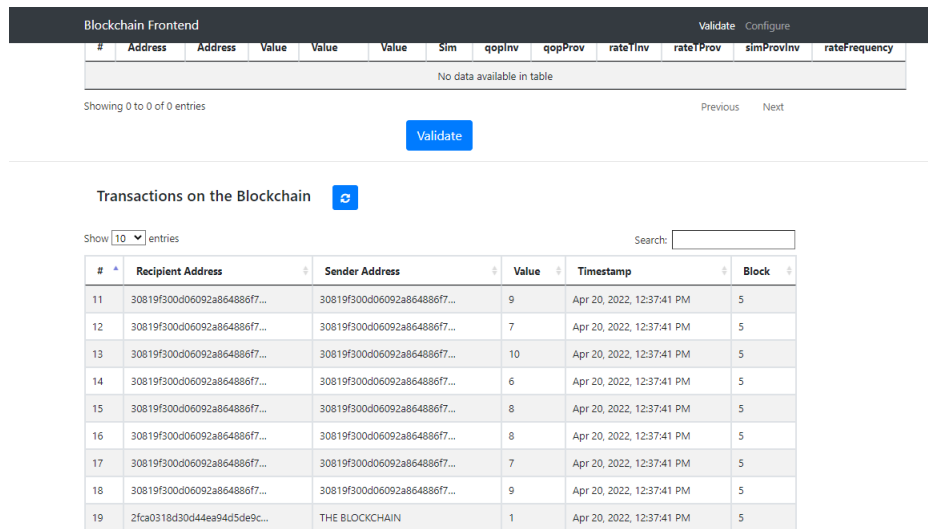 Blockchain Frontend Validate Configure
# Address Address Value Value Value Sim qopInv qopProv rateTInv rateTProv simProvInv rateFrequency
No data available in table
Showing 0 to 0 of 0 entries Previous Next
Validate
Transactions on the Blockchain
Show 10 entries Search:
# Recipient Address Sender Address Value Timestamp Block
11 30819f300d06092a864886f7... 30819f300d06092a864886f7... 9 Apr 20, 2022, 12:37:41 PM 5
12 30819f300d06092a864886f7... 30819f300d06092a864886f7... 7 Apr 20, 2022, 12:37:41 PM 5
13 30819f300d06092a864886f7... 30819f300d06092a864886f7... 10 Apr 20, 2022, 12:37:41 PM 5
14 30819f300d06092a864886f7... 30819f300d06092a864886f7... 6 Apr 20, 2022, 12:37:41 PM 5
15 30819f300d06092a864886f7... 30819f300d06092a864886f7... 8 Apr 20, 2022, 12:37:41 PM 5
16 30819f300d06092a864886f7... 30819f300d06092a864886f7... 8 Apr 20, 2022, 12:37:41 PM 5
17 30819f300d06092a864886f7... 30819f300d06092a864886f7... 7 Apr 20, 2022, 12:37:41 PM 5
18 30819f300d06092a864886f7... 30819f300d06092a864886f7... 9 Apr 20, 2022, 12:37:41 PM 5
19 2fca0318d30d44ea94d5de9c... THE BLOCKCHAIN 1 Apr 20, 2022, 12:37:41 PM 5